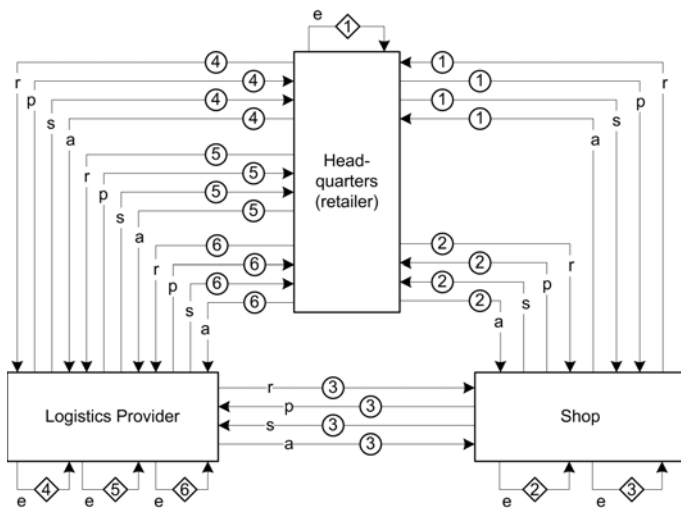 e 1
4 1
r 4 1 r
p 4 1 p
s 4 1 s
a a
5
r 5 Head-
p 5 quarters
s 5 (retailer)
a
6 2
r 6 2 r
p 6 2 p
s 6 2 s
a a
r 3
Logistics Provider p 3 Shop
s 3
a 3
4 5 6 2 3
e e e e e